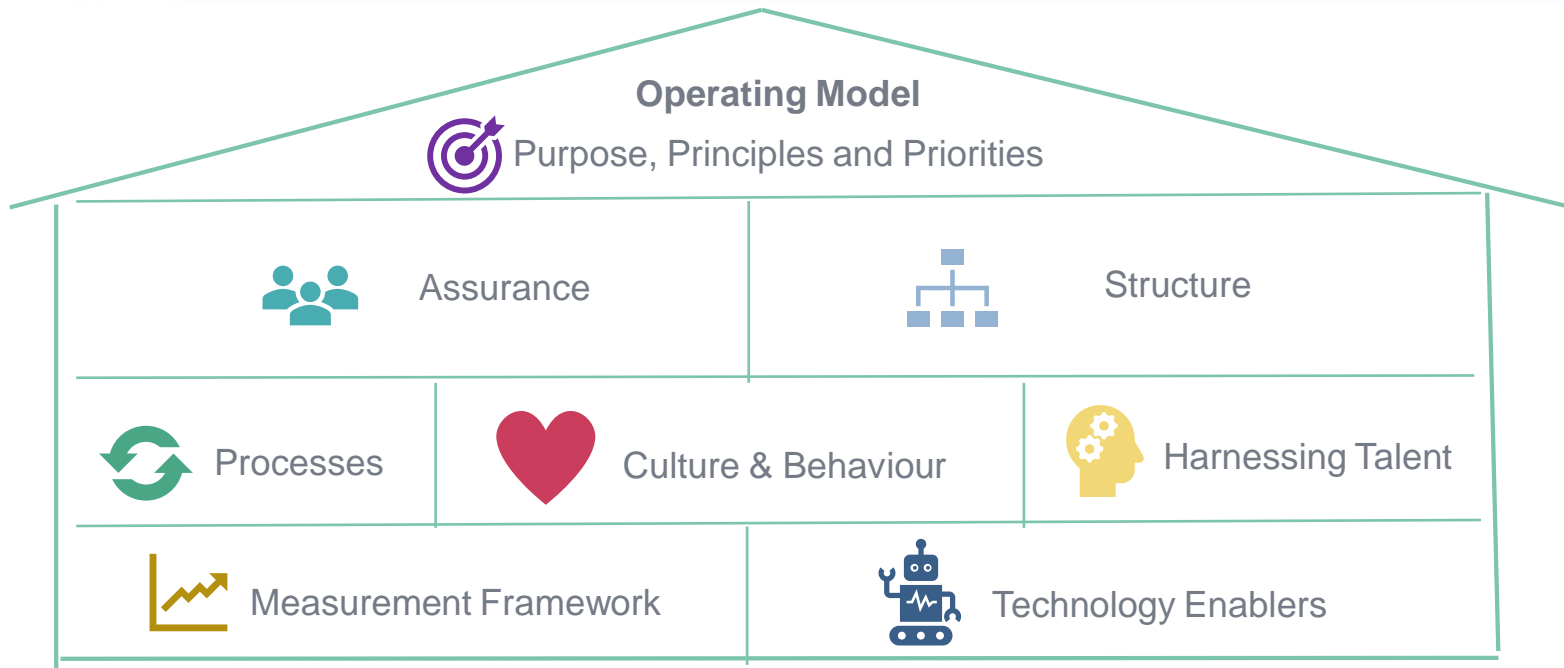 Operating Model
Purpose, Principles and Priorities
Assurance
Structure
Processes
Culture & Behaviour
Harnessing Talent
Measurement Framework
Technology Enablers